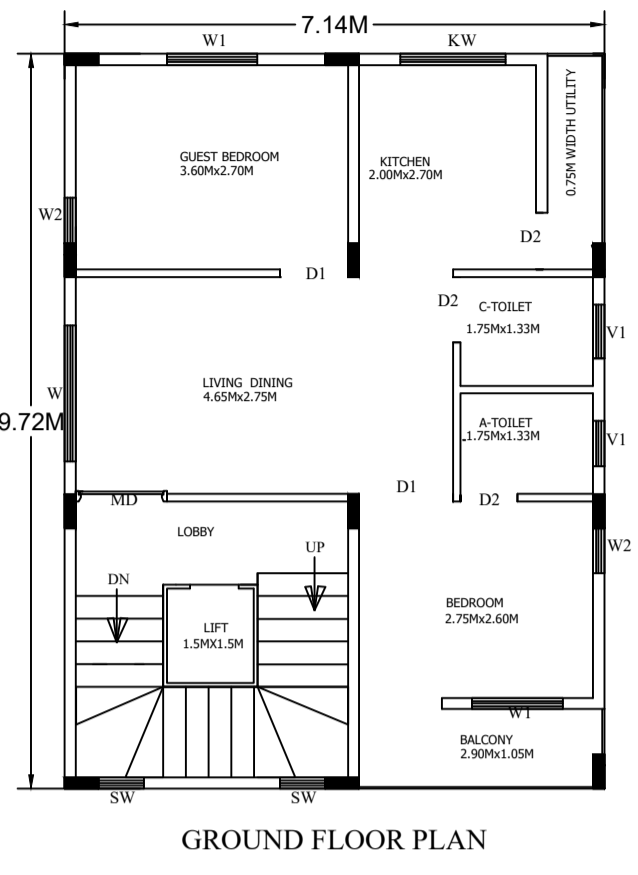 7.14M
W1
KW
GUEST BEDROOM
3.60Mx2.70M
KITCHEN
2.00Mx2.70M
0.75M WIDTH UTILITY
W2
D2
D1
D2
C-TOILET
1.75Mx1.33M
V1
LIVING DINING
4.65Mx2.75M
W
9.72M
A-TOILET
1.75Mx1.33M
V1
D1
D2
MD
LOBBY
UP
W2
DN
LIFT
1.5MX1.5M
BEDROOM
2.75Mx2.60M
W1
BALCONY
2.90Mx1.05M
SW
SW
GROUND FLOOR PLAN